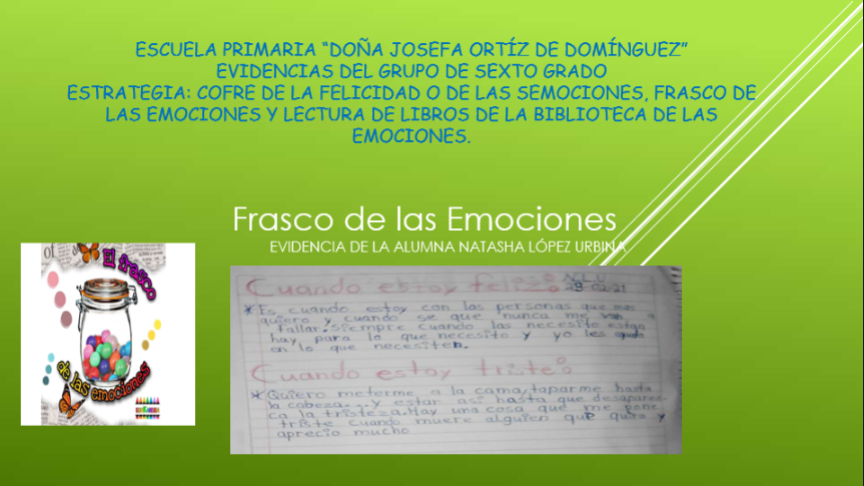 ESCUELA PRIMARIA “DOÑA JOSEFA ORTÍZ DE DOMÍNGUEZ”
EVIDENCIAS DEL GRUPO DE SEXTO GRADO
ESTRATEGIA: COFRE DE LA FELICIDAD O DE LAS SEMOCIONES, FRASCO DE
LAS EMOCIONES Y LECTURA DE LIBROS DE LA BIBLIOTECA DE LAS
EMOCIONES.
Frasco de las Emociones
EVIDENCIA DE LA ALUMNA NATASHA LÓPEZ URBINA
El frasco
de las emociones
Cuando estoy feliz:
N.L.U
*Es cuando estoy con las personas que mas
quiero y cuando se que nunca me van a
fallar. Siempre cuando las necesito estan
hay para lo que necesito y yo les
en lo que necesiten.
Cuando estoy triste:
*Quiero meterme a la cama, taparme hasta
la cabeza....Y estar asi hasta que desapares-
ca la tristeza. Hay una cosa que me pone
triste cuando muere alguien que quiero y
aprecio mucho